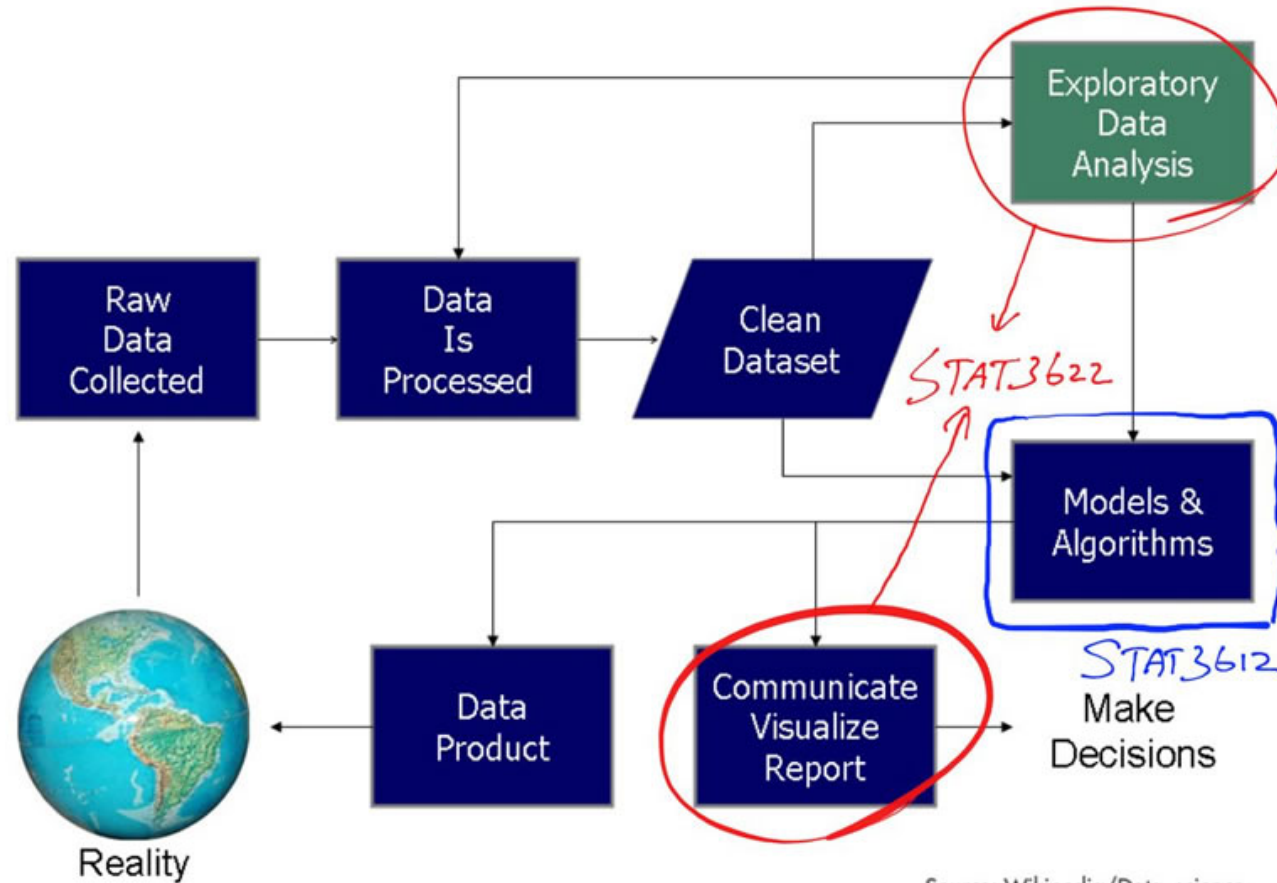 Exploratory
Data
Analysis
Raw
Data
Collected
Data
Is
Processed
Clean
Dataset
STAT3622
Models &
Algorithms
STAT3612
Data
Product
Communicate
Visualize
Report
Make
Decisions
Reality